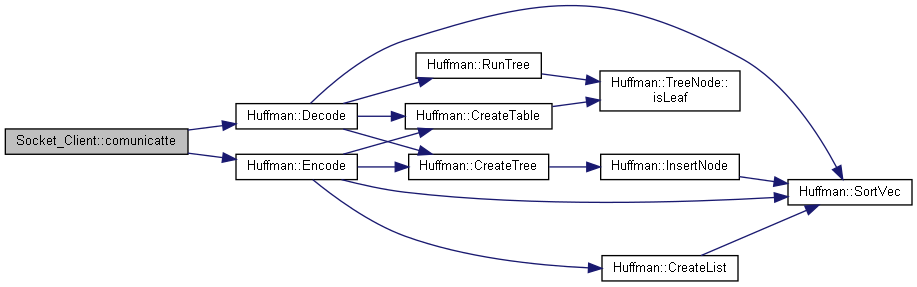 Socket_Client::comunicatte
Huffman::Decode
Huffman::Encode
Huffman::RunTree
Huffman::CreateTable
Huffman::CreateTree
Huffman::TreeNode::
isLeaf
Huffman::InsertNode
Huffman::CreateList
Huffman::SortVec